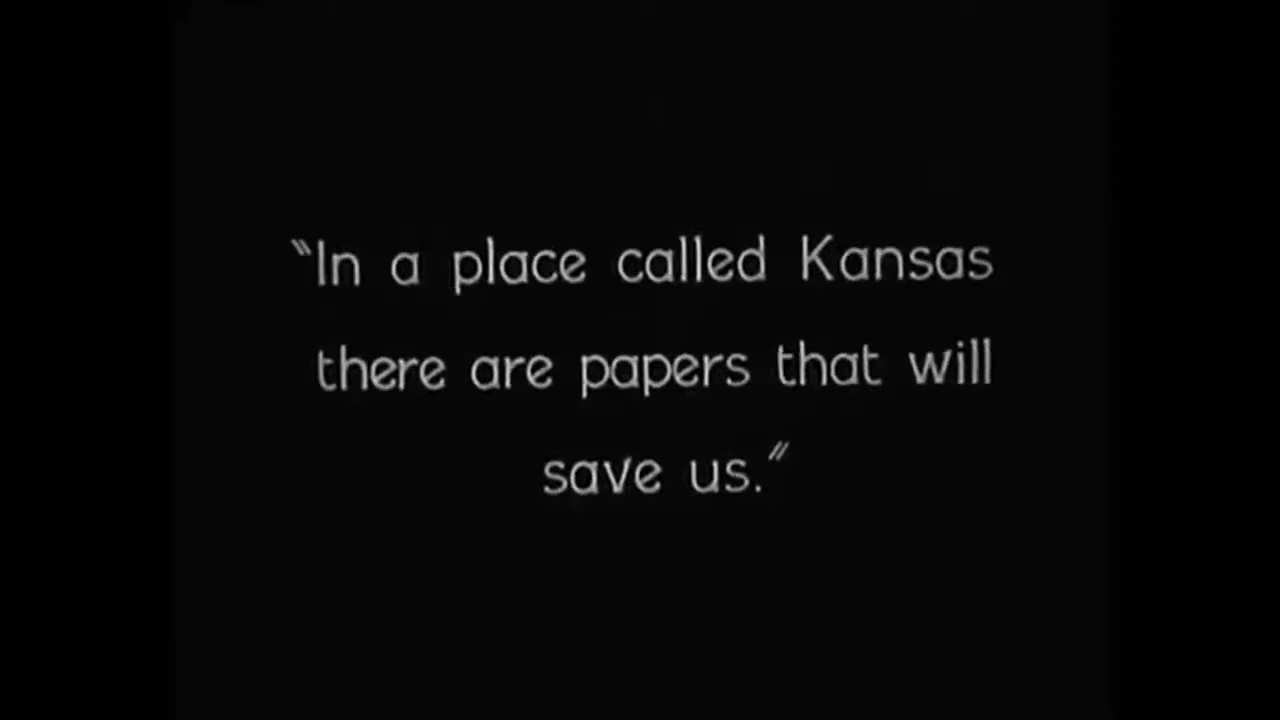 "In a place called Kansas
there are papers that will
save us."